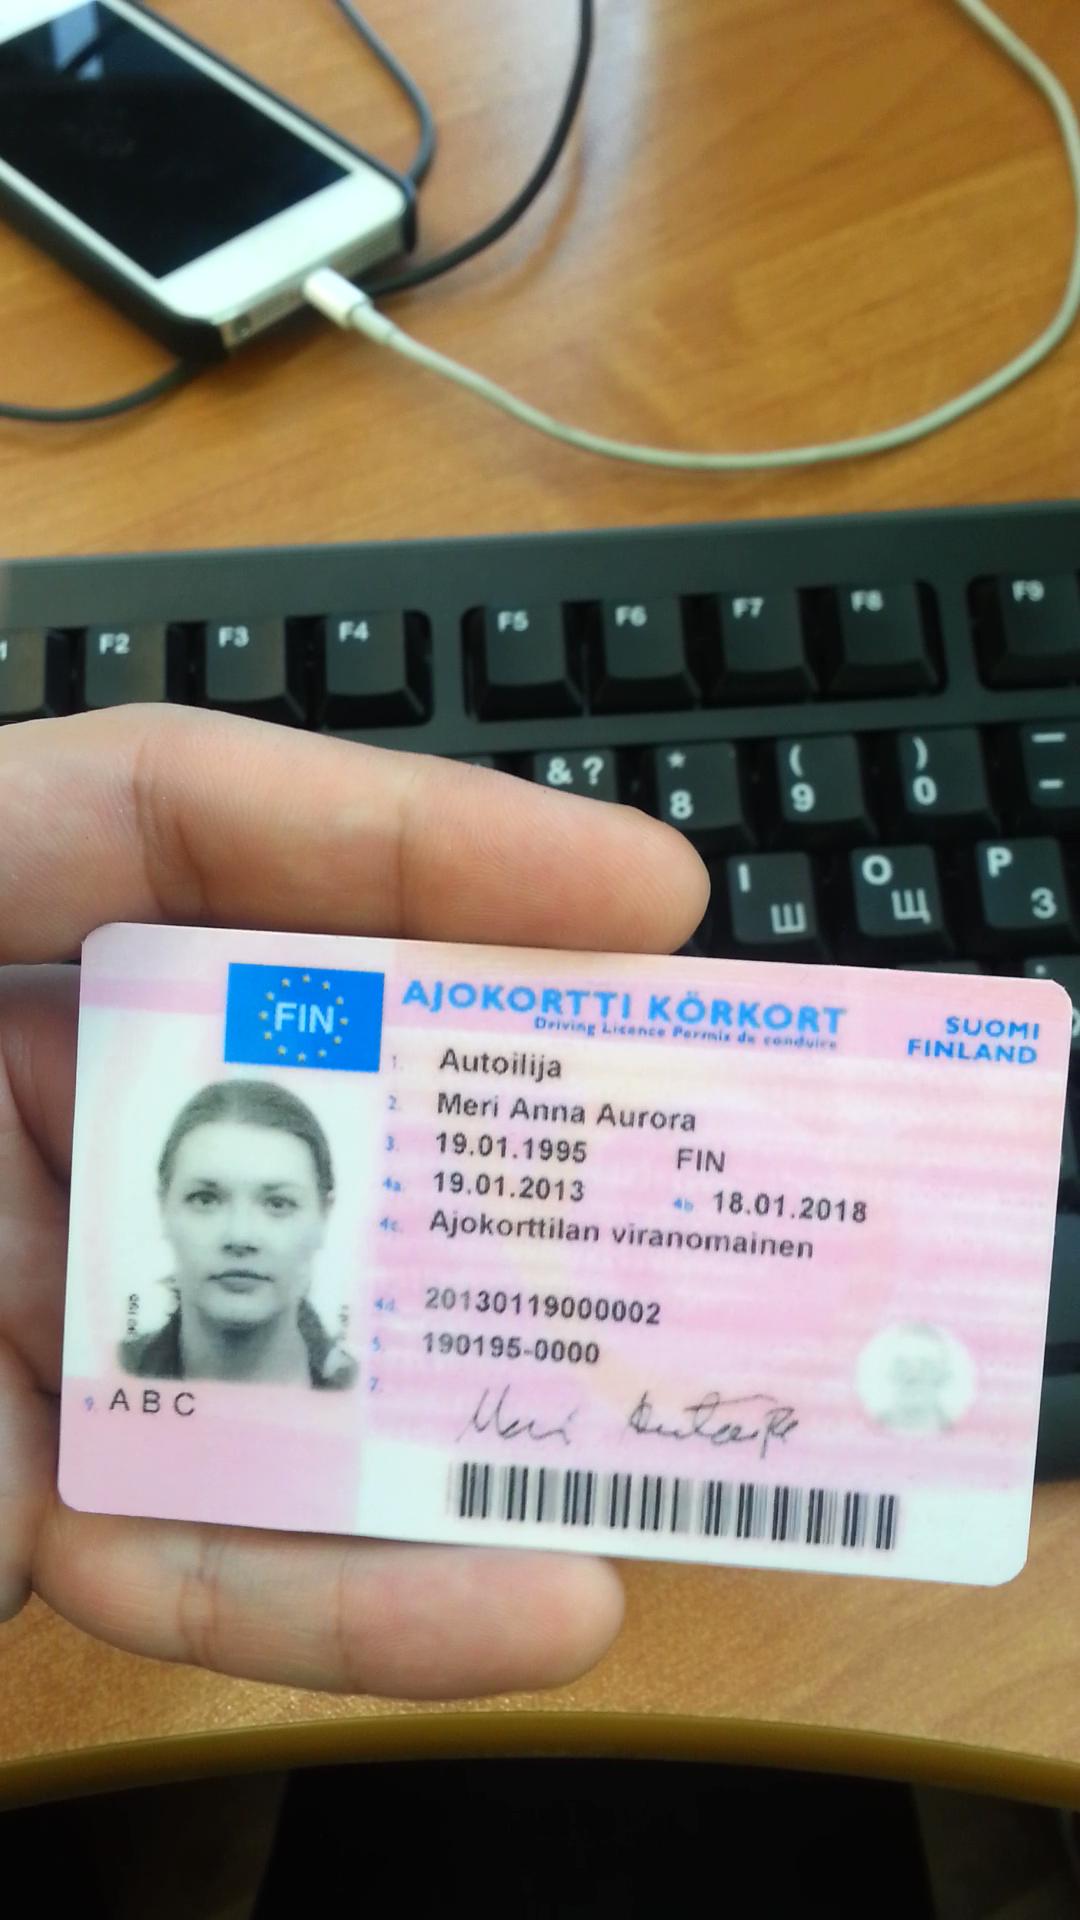 F2 F3 F4 F5 F6 F7 F8 F9
& ? * ( ) — –
8 9 0
I O P
Ш Щ З
FIN
AJOKORTTI KÖRKORT
Driving Licence Permis de conduire
SUOMI
FINLAND
1. Autoilija
2. Meri Anna Aurora
3. 19.01.1995 FIN
4a. 19.01.2013 4b. 18.01.2018
4c. Ajokorttilan viranomainen
4d. 20130119000002
5. 190195-0000
7. Meri Autoilija
9. A B C